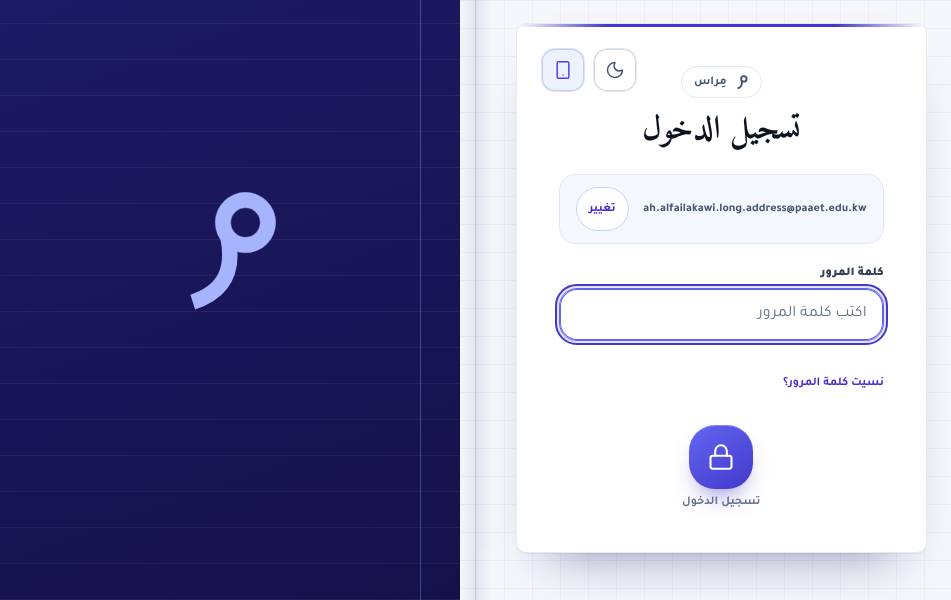 مِراس
تسجيل الدخول
ah.alfailakawi.long.address@paaet.edu.kw
تغيير
كلمة المرور
اكتب كلمة المرور
نسيت كلمة المرور؟
تسجيل الدخول